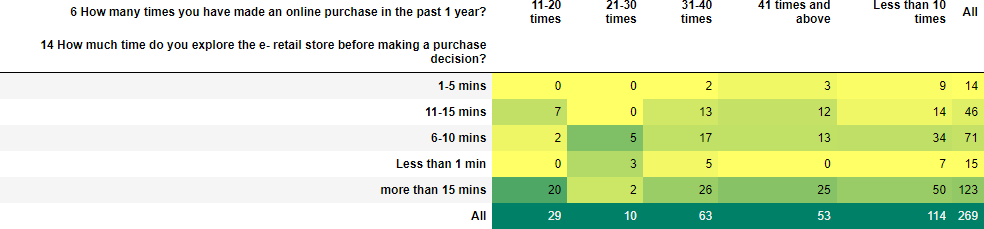 6 How many times you have made an online purchase in the past 1 year? 11-20 times 21-30 times 31-40 times 41 times and above Less than 10 times All
14 How much time do you explore the e- retail store before making a purchase
decision?
1-5 mins 0 0 2 3 9 14
11-15 mins 7 0 13 12 14 46
6-10 mins 2 5 17 13 34 71
Less than 1 min 0 3 5 0 7 15
more than 15 mins 20 2 26 25 50 123
All 29 10 63 53 114 269